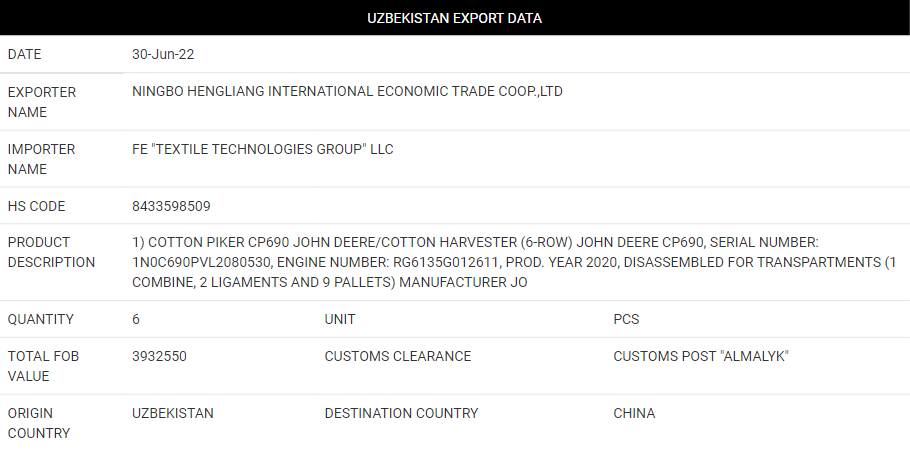 UZBEKISTAN EXPORT DATA
DATE 30-Jun-22
EXPORTER NAME NINGBO HENGLIANG INTERNATIONAL ECONOMIC TRADE COOP.,LTD
IMPORTER NAME FE "TEXTILE TECHNOLOGIES GROUP" LLC
HS CODE 8433598509
PRODUCT DESCRIPTION 1) COTTON PIKER CP690 JOHN DEERE/COTTON HARVESTER (6-ROW) JOHN DEERE CP690, SERIAL NUMBER:
1N0C690PVL2080530, ENGINE NUMBER: RG6135G012611, PROD. YEAR 2020, DISASSEMBLED FOR TRANSPARTMENTS (1
COMBINE, 2 LIGAMENTS AND 9 PALLETS) MANUFACTURER JO
QUANTITY 6 UNIT PCS
TOTAL FOB VALUE 3932550 CUSTOMS CLEARANCE CUSTOMS POST "ALMALYK"
ORIGIN COUNTRY UZBEKISTAN DESTINATION COUNTRY CHINA